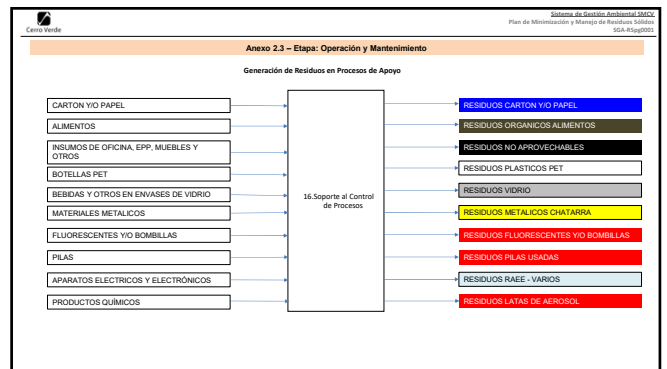 Sistema de Gestión Ambiental SMCV
Plan de Minimización y Manejo de Residuos Sólidos
SGA-RSpg0001
Cerro Verde
Anexo 2.3 – Etapa: Operación y Mantenimiento
Generación de Residuos en Procesos de Apoyo
CARTON Y/O PAPEL
ALIMENTOS
INSUMOS DE OFICINA, EPP, MUEBLES Y
OTROS
BOTELLAS PET
BEBIDAS Y OTROS EN ENVASES DE VIDRIO
MATERIALES METALICOS
FLUORESCENTES Y/O BOMBILLAS
PILAS
APARATOS ELECTRICOS Y ELECTRÓNICOS
PRODUCTOS QUÍMICOS
16.Soporte al Control
de Procesos
RESIDUOS CARTON Y/O PAPEL
RESIDUOS ORGANICOS ALIMENTOS
RESIDUOS NO APROVECHABLES
RESIDUOS PLASTICOS PET
RESIDUOS VIDRIO
RESIDUOS METALICOS CHATARRA
RESIDUOS FLUORESCENTES Y/O BOMBILLAS
RESIDUOS PILAS USADAS
RESIDUOS RAEE - VARIOS
RESIDUOS LATAS DE AEROSOL